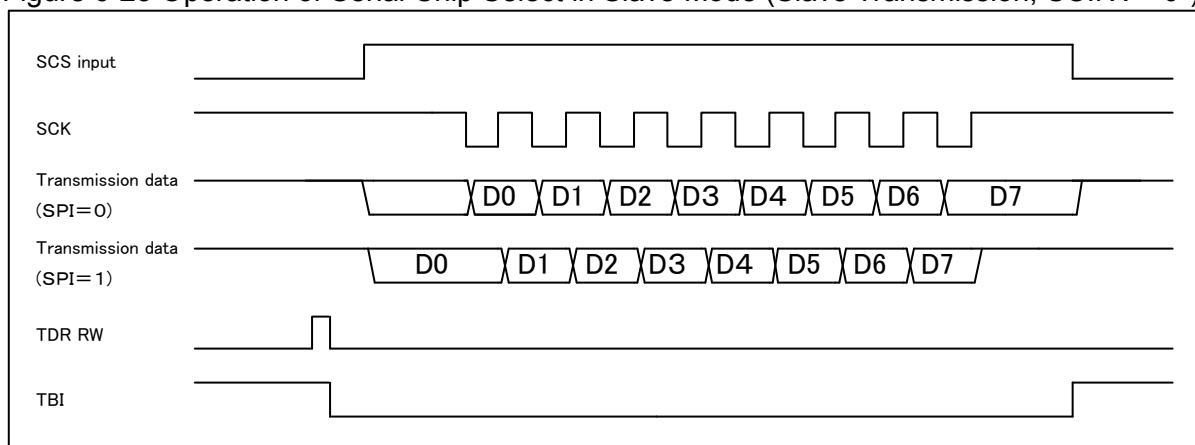 SCS input
SCK
Transmission data
(SPI=0)
D0 D1 D2 D3 D4 D5 D6 D7
Transmission data
(SPI=1)
D0 D1 D2 D3 D4 D5 D6 D7
TDR RW
TBI